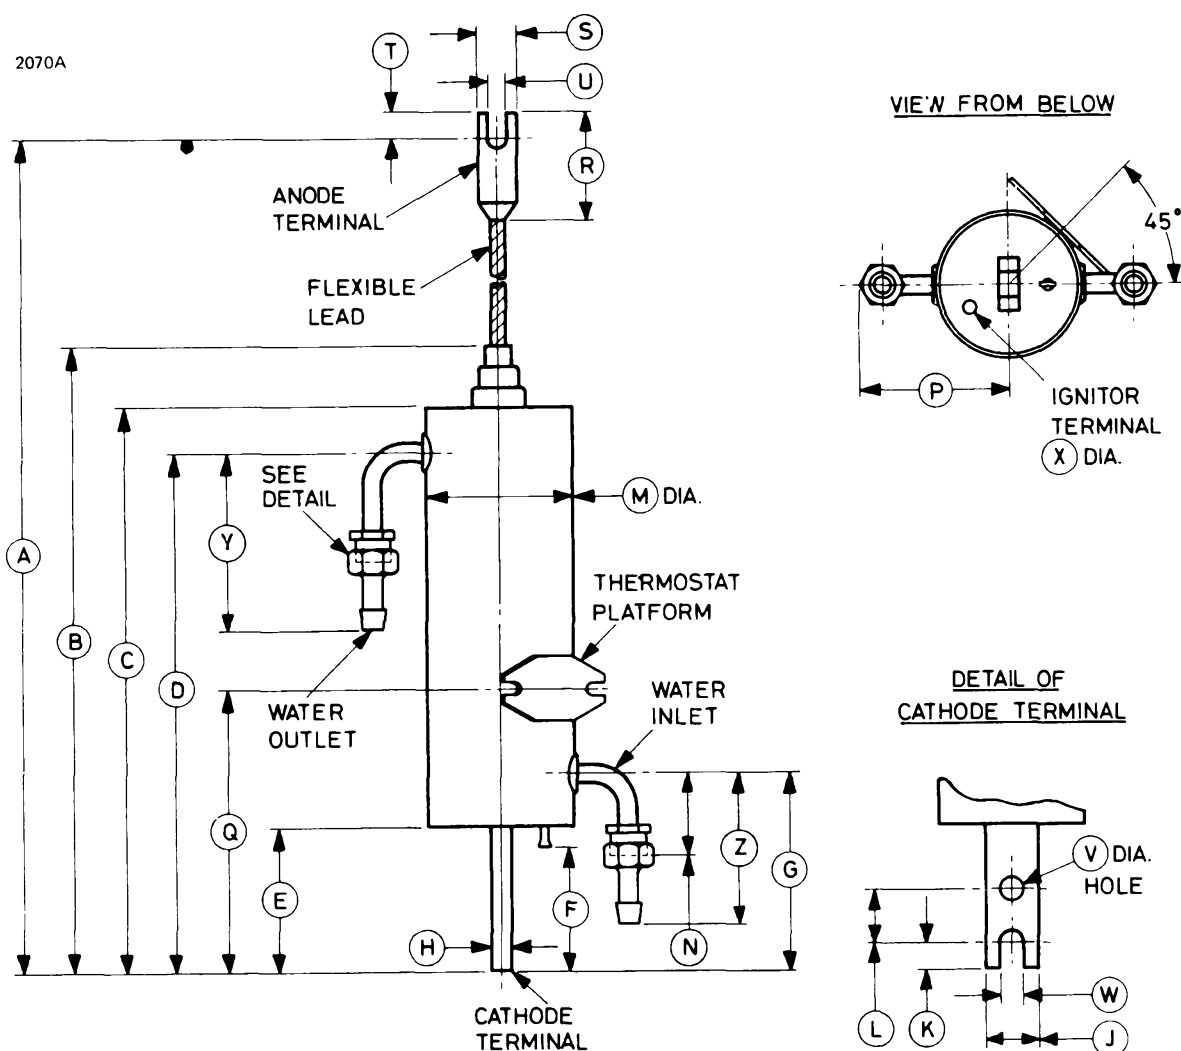 2070A
T
S
U
R
ANODE
TERMINAL
FLEXIBLE
LEAD
VIEW FROM BELOW
45°
P
IGNITOR
TERMINAL
X DIA.
SEE
DETAIL
M DIA.
A
Y
THERMOSTAT
PLATFORM
B
C
D
WATER
OUTLET
WATER
INLET
DETAIL OF
CATHODE TERMINAL
Q
E
F
Z
G
H
N
CATHODE
TERMINAL
V DIA.
HOLE
W
L
K
J